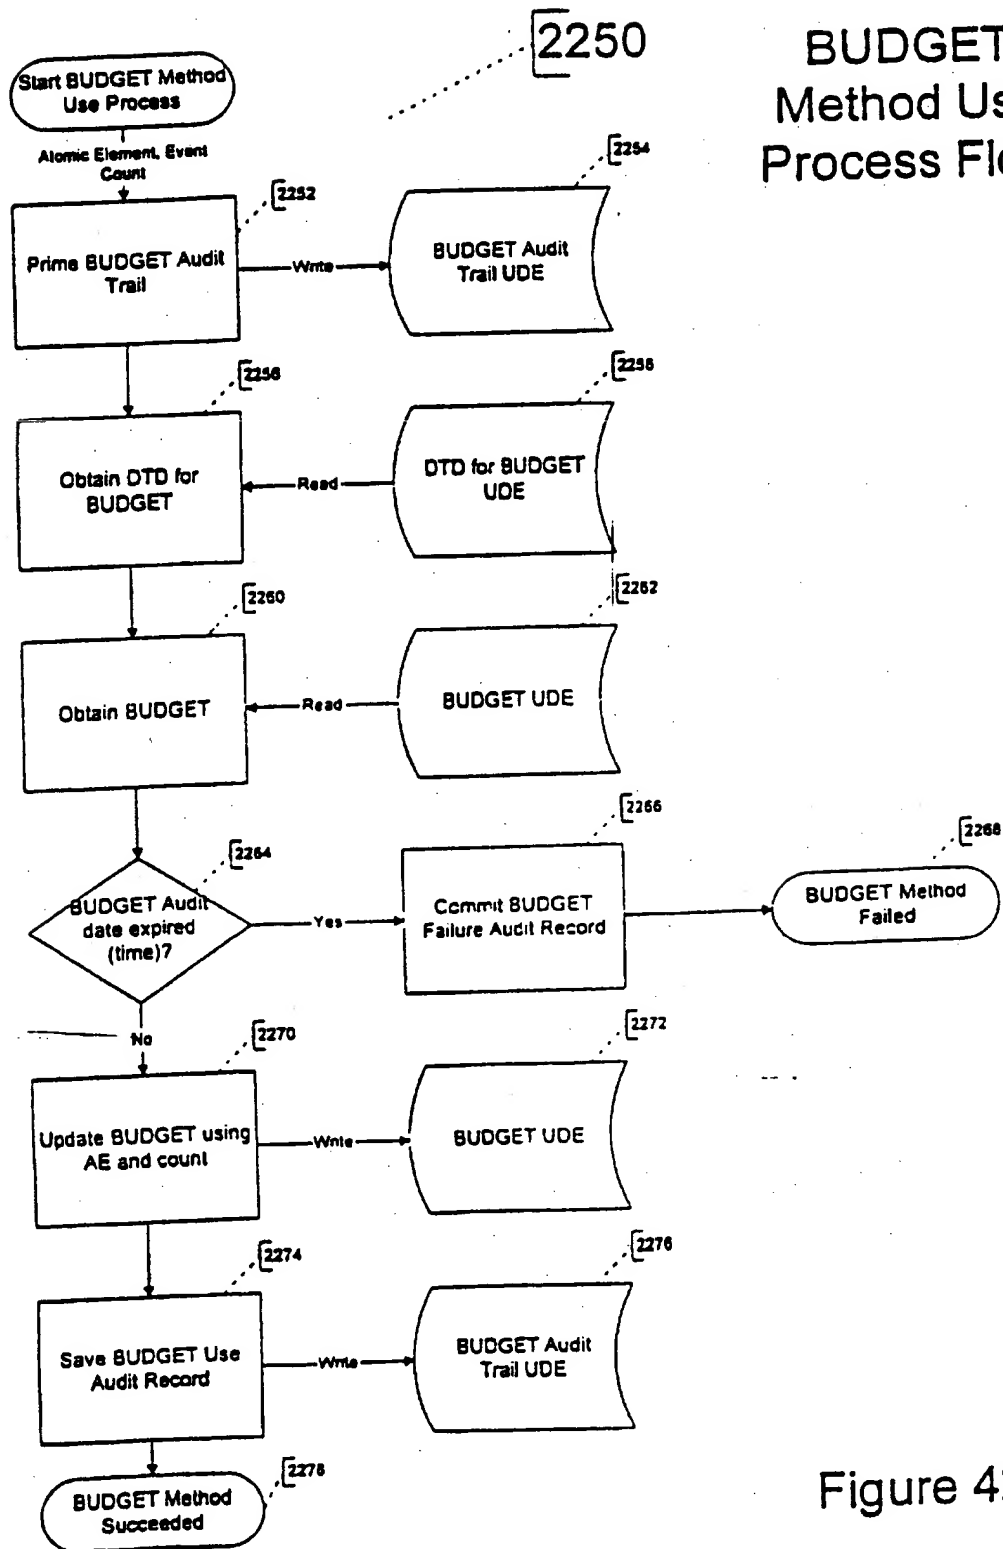 2250
BUDGET
Method Us
Process Fl
Start BUDGET Method
Use Process
Atomic Element, Event
Count
2252
2254
Prime BUDGET Audit
Trail
Write
BUDGET Audit
Trail UDE
2256
2258
Obtain DTD for
BUDGET
Read
DTD for BUDGET
UDE
2260
2262
Obtain BUDGET
Read
BUDGET UDE
2264
2266
2268
BUDGET Audit
date expired
(time)?
Yes
Commit BUDGET
Failure Audit Record
BUDGET Method
Failed
No
2270
2272
Update BUDGET using
AE and count
Write
BUDGET UDE
2274
2276
Save BUDGET Use
Audit Record
Write
BUDGET Audit
Trail UDE
2278
BUDGET Method
Succeeded
Figure 4